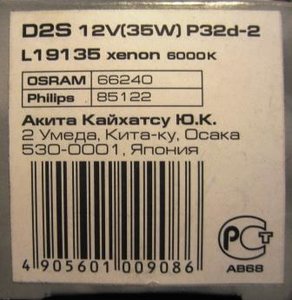 D2S 12V(35W) P32d-2
L19135 xenon 6000K
OSRAM 66240
Philips 85122
Акита Кайхатсу Ю.К.
2 Умеда, Кита-ку, Осака
530-0001, Япония
РСТ
АВ68
4 905601 009086